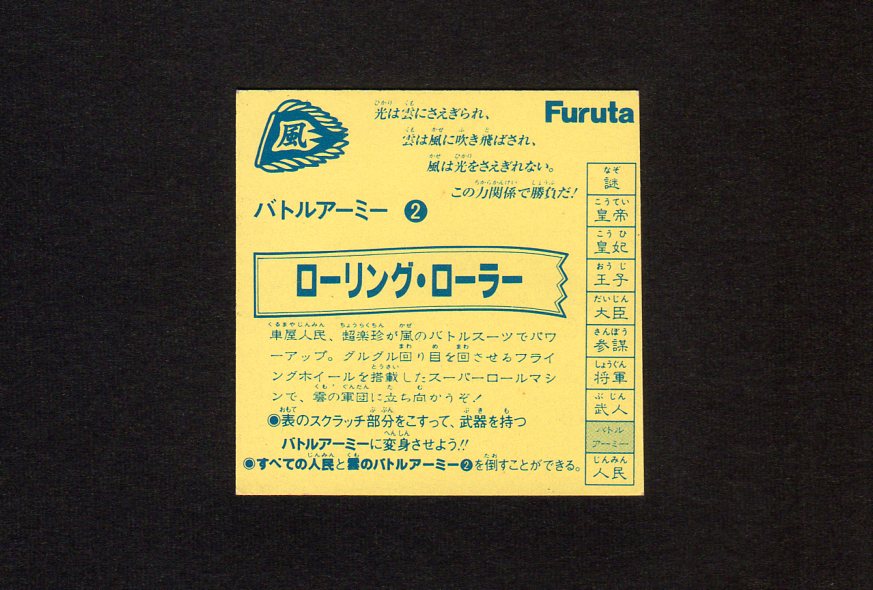 風
光は雲にさえぎられ、
雲は風に吹き飛ばされ、
風は光をさえぎれない。
この力関係で勝負だ!
Furuta
バトルアーミー ❷
ローリング・ローラー
車屋人民、超楽珍が風のバトルスーツでパワ
ーアップ。グルグル回り目を回させるフライ
ングホイールを搭載したスーパーロールマシ
ンで、雲の軍団に立ち向かうぞ!
●表のスクラッチ部分をこすって、武器を持つ
バトルアーミーに変身させよう!!
●すべての人民と雲のバトルアーミー❷を倒すことができる。
謎
皇帝
皇妃
王子
大臣
参謀
将軍
武人
バトル
アーミー
人民